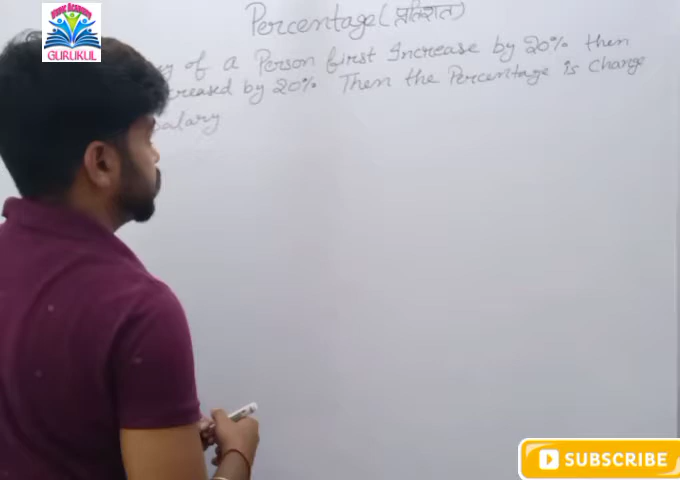 GURUKUL
Percentage (प्रतिशत)
of a Person first Increase by 20% then
creased by 20% Then the Percentage is Change
Salary
SUBSCRIBE